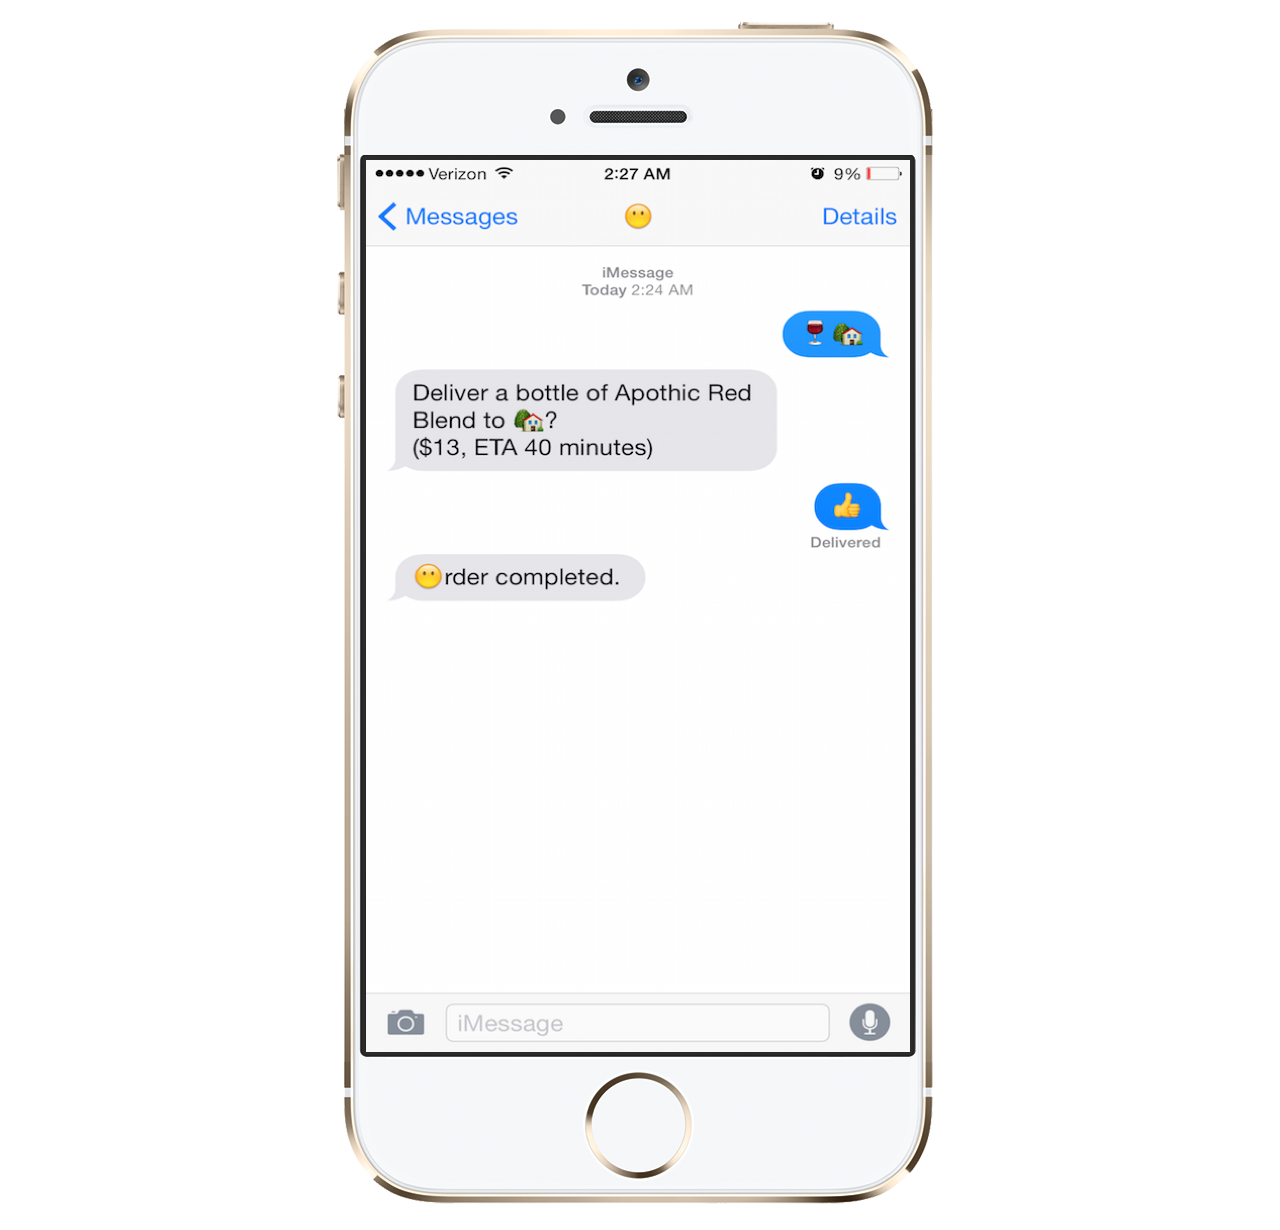 Verizon 2:27 AM 9%
Messages 😶 Details
iMessage
Today 2:24 AM
🍷 🏡
Deliver a bottle of Apothic Red
Blend to 🏡?
($13, ETA 40 minutes)
👍
Delivered
😶rder completed.
iMessage